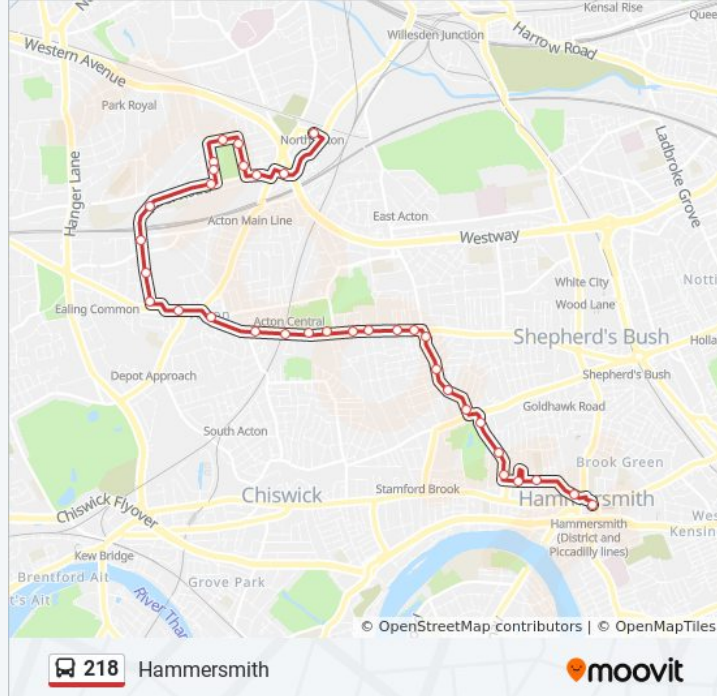 Kensal Rise
Willesden Junction
Harrow Road
Western Avenue
Park Royal
Ladbroke Grove
Hanger Lane
Acton Main Line
East Acton
Westway
White City
Wood Lane
Ealing Common
Acton Central
Shepherd's Bush
Depot Approach
Shepherd's Bush
Goldhawk Road
South Acton
Brook Green
Chiswick
Stamford Brook
Hammersmith
Chiswick Flyover
Hammersmith
(District and
Piccadilly lines)
Kew Bridge
Brentford Ait
Grove Park
t's Ait
© OpenStreetMap contributors | © OpenMapTiles
218 Hammersmith
moovit